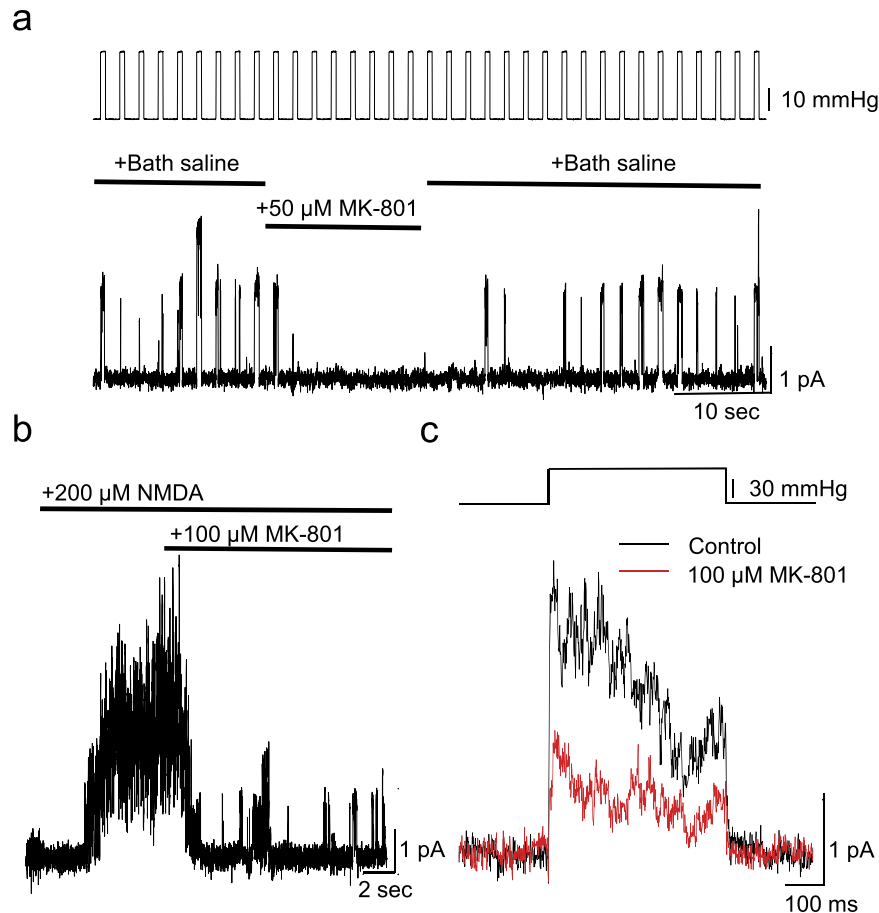 a
10 mmHg
+Bath saline
+Bath saline
+50 µM MK-801
1 pA
10 sec
b
c
+200 µM NMDA
30 mmHg
+100 µM MK-801
Control
100 µM MK-801
1 pA
1 pA
2 sec
100 ms